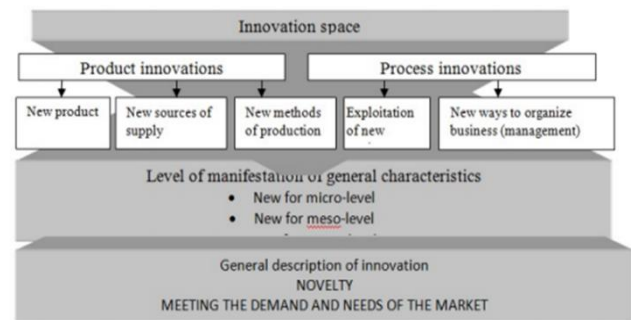 Innovation space
Product innovations
Process innovations
New product
New sources of
supply
New methods
of production
Exploitation
of new
New ways to organize
business (management)
Level of manifestation of general characteristics
• New for micro-level
• New for meso-level
General description of innovation
NOVELTY
MEETING THE DEMAND AND NEEDS OF THE MARKET